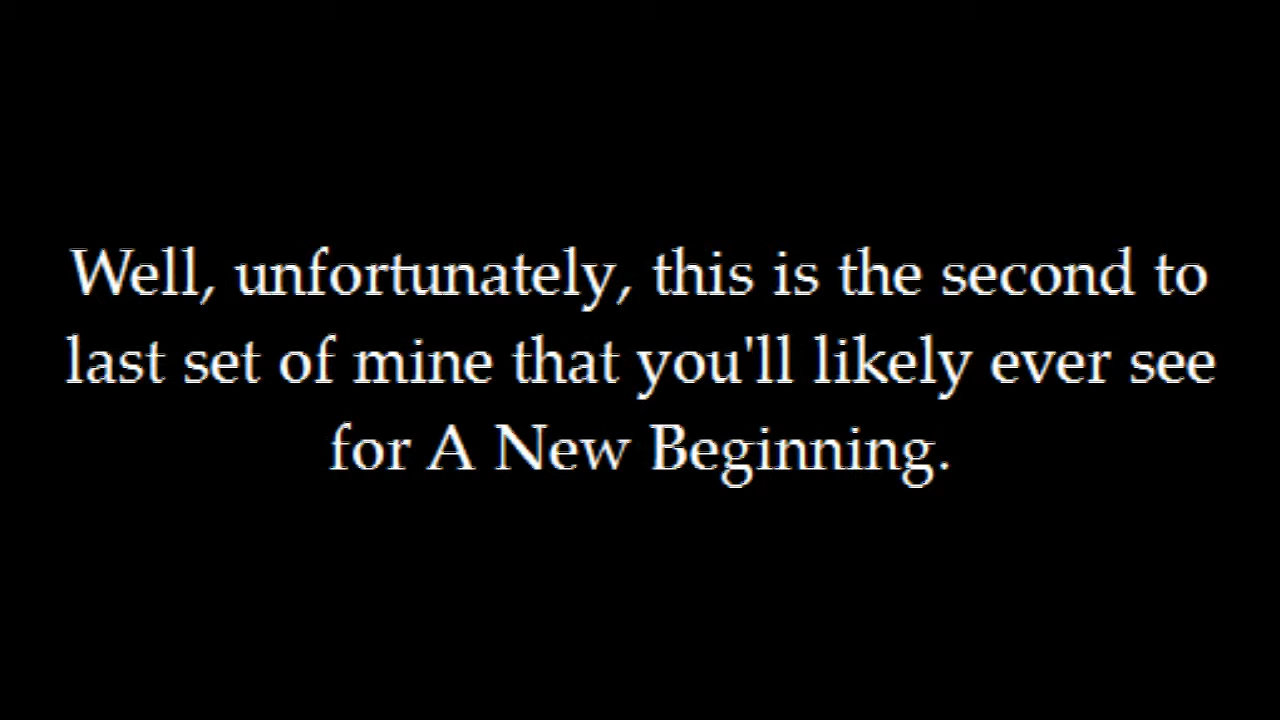 Well, unfortunately, this is the second to
last set of mine that you'll likely ever see
for A New Beginning.